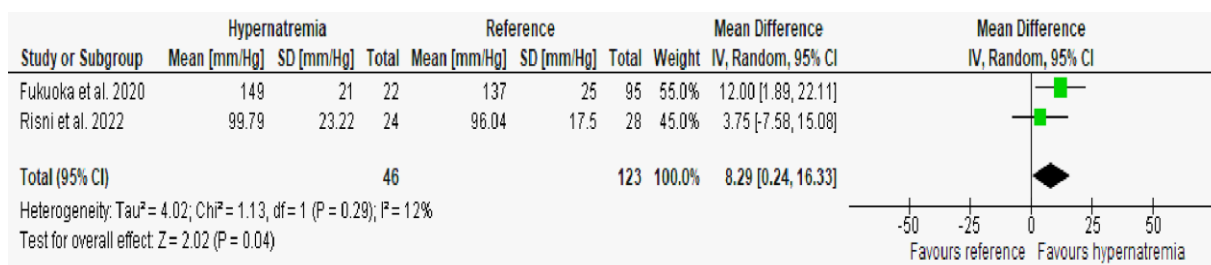 Hypernatremia Reference Mean Difference Mean Difference
Study or Subgroup Mean [mm/Hg] SD [mm/Hg] Total Mean [mm/Hg] SD [mm/Hg] Total Weight IV, Random, 95% CI IV, Random, 95% CI
Fukuoka et al. 2020 149 21 22 137 25 95 55.0% 12.00 [1.89, 22.11]
Risni et al. 2022 99.79 23.22 24 96.04 17.5 28 45.0% 3.75 [-7.58, 15.08]
Total (95% CI) 46 123 100.0% 8.29 [0.24, 16.33]
Heterogeneity: Tau² = 4.02; Chi² = 1.13, df = 1 (P = 0.29); I² = 12%
Test for overall effect: Z = 2.02 (P = 0.04)
-50 -25 0 25 50
Favours reference Favours hypernatremia